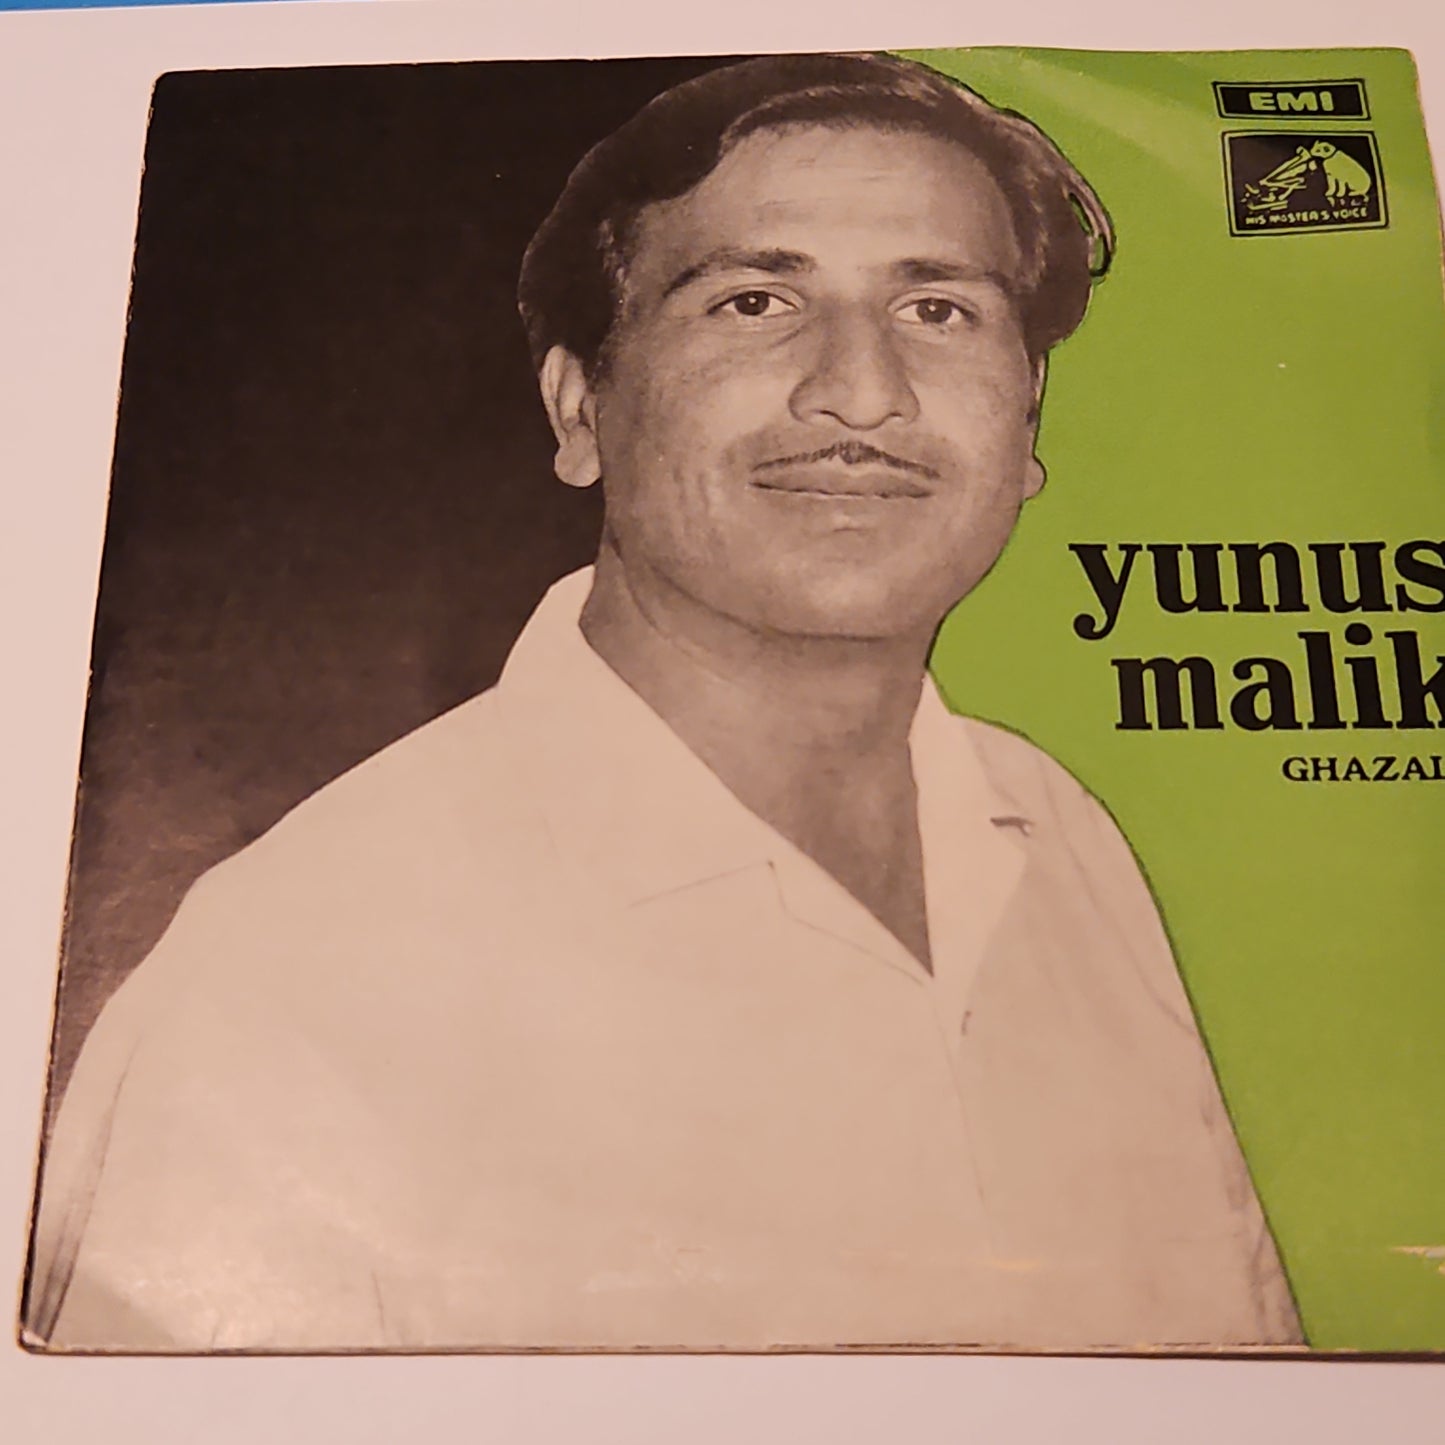 EMI
HIS MASTER'S VOICE
yunus
malik
GHAZAL